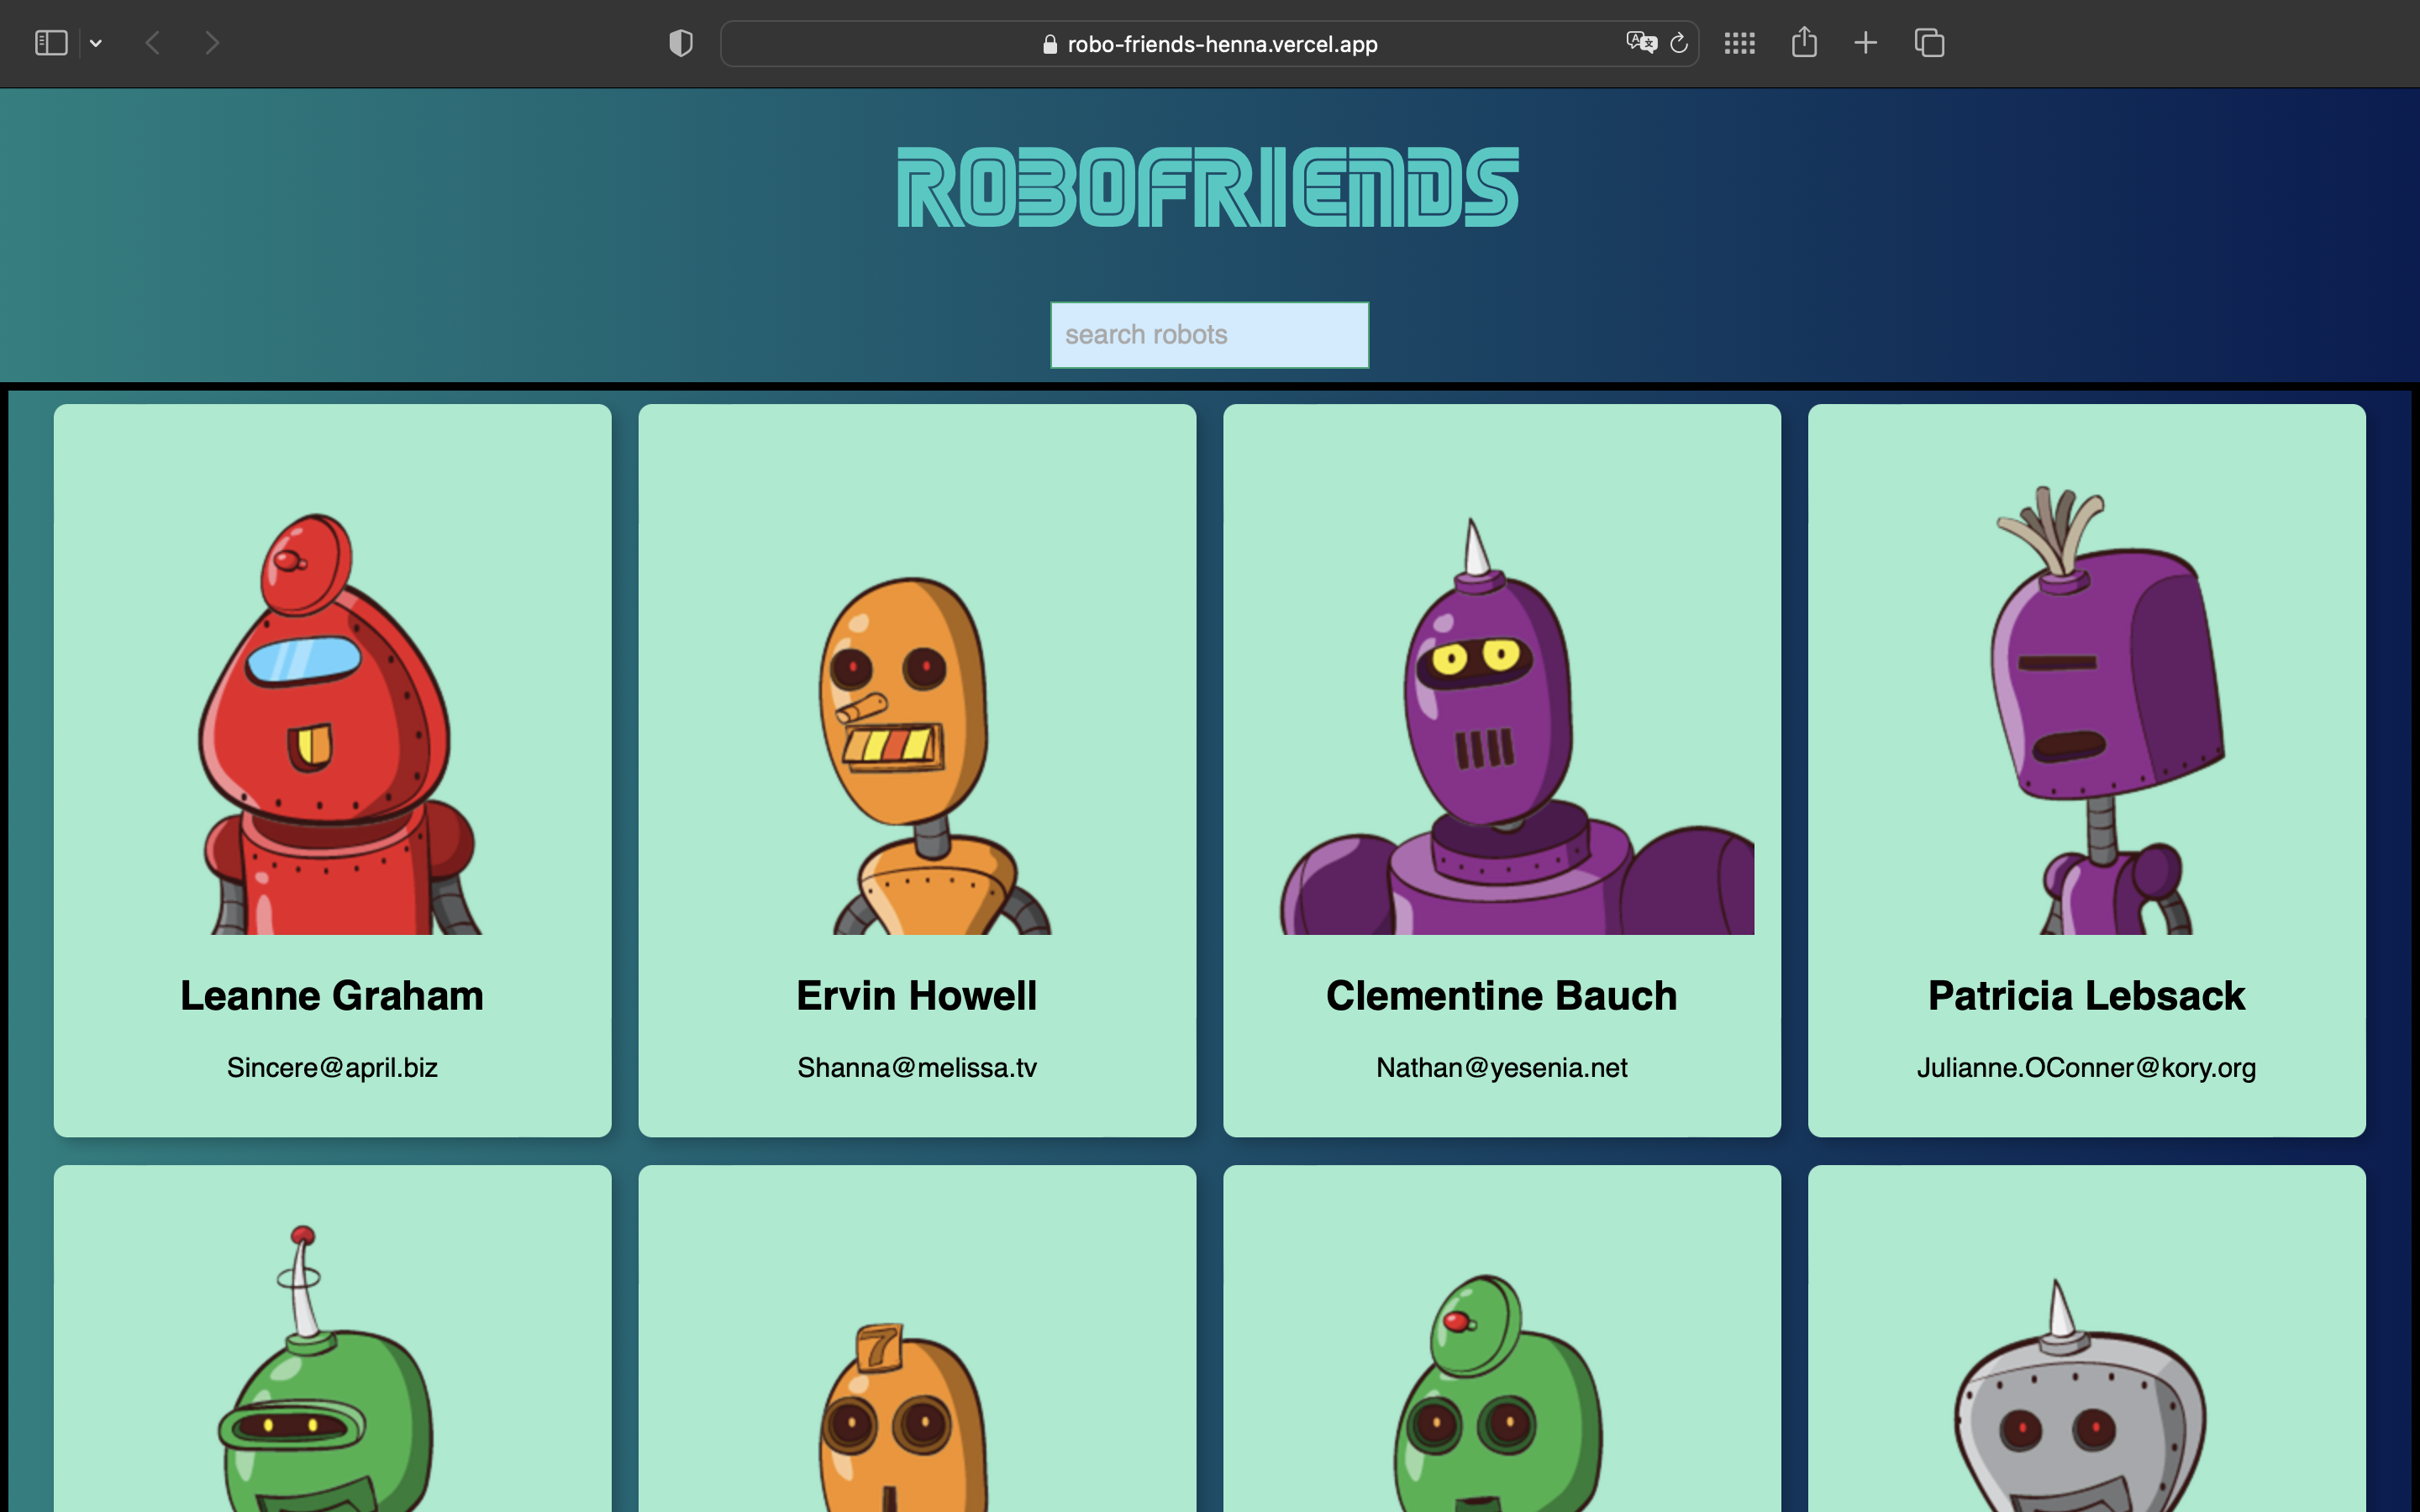 robo-friends-henna.vercel.app
ROBOFRIENDS
search robots
Leanne Graham
Ervin Howell
Clementine Bauch
Patricia Lebsack
Sincere@april.biz
Shanna@melissa.tv
Nathan@yesenia.net
Julianne.OConner@kory.org
7